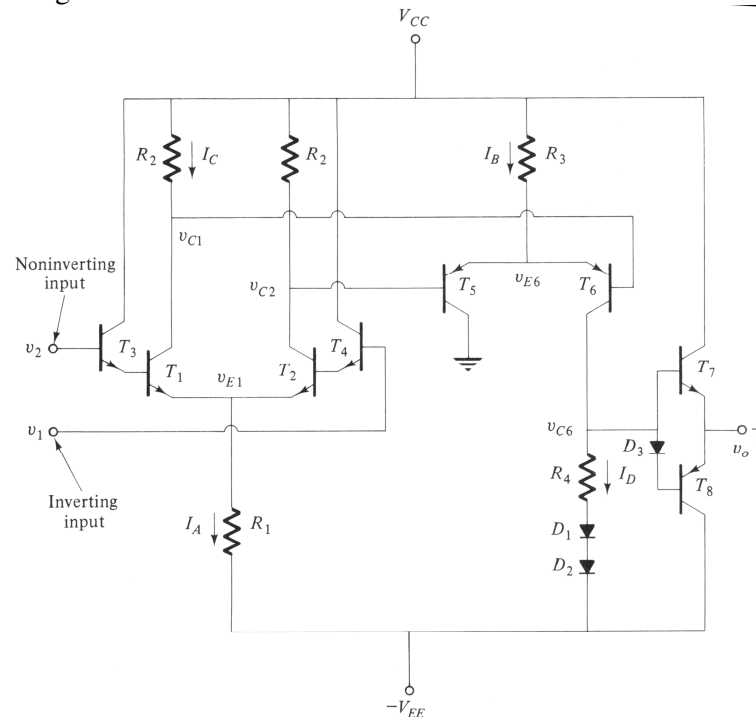 V_CC
R_2
I_C
R_2
I_B
R_3
v_C1
Noninverting
input
v_C2
T_5
v_E6
T_6
v_2
T_3
T_1
v_E1
T_2
T_4
T_7
v_1
v_C6
D_3
v_o
R_4
I_D
T_8
Inverting
input
I_A
R_1
D_1
D_2
−V_EE